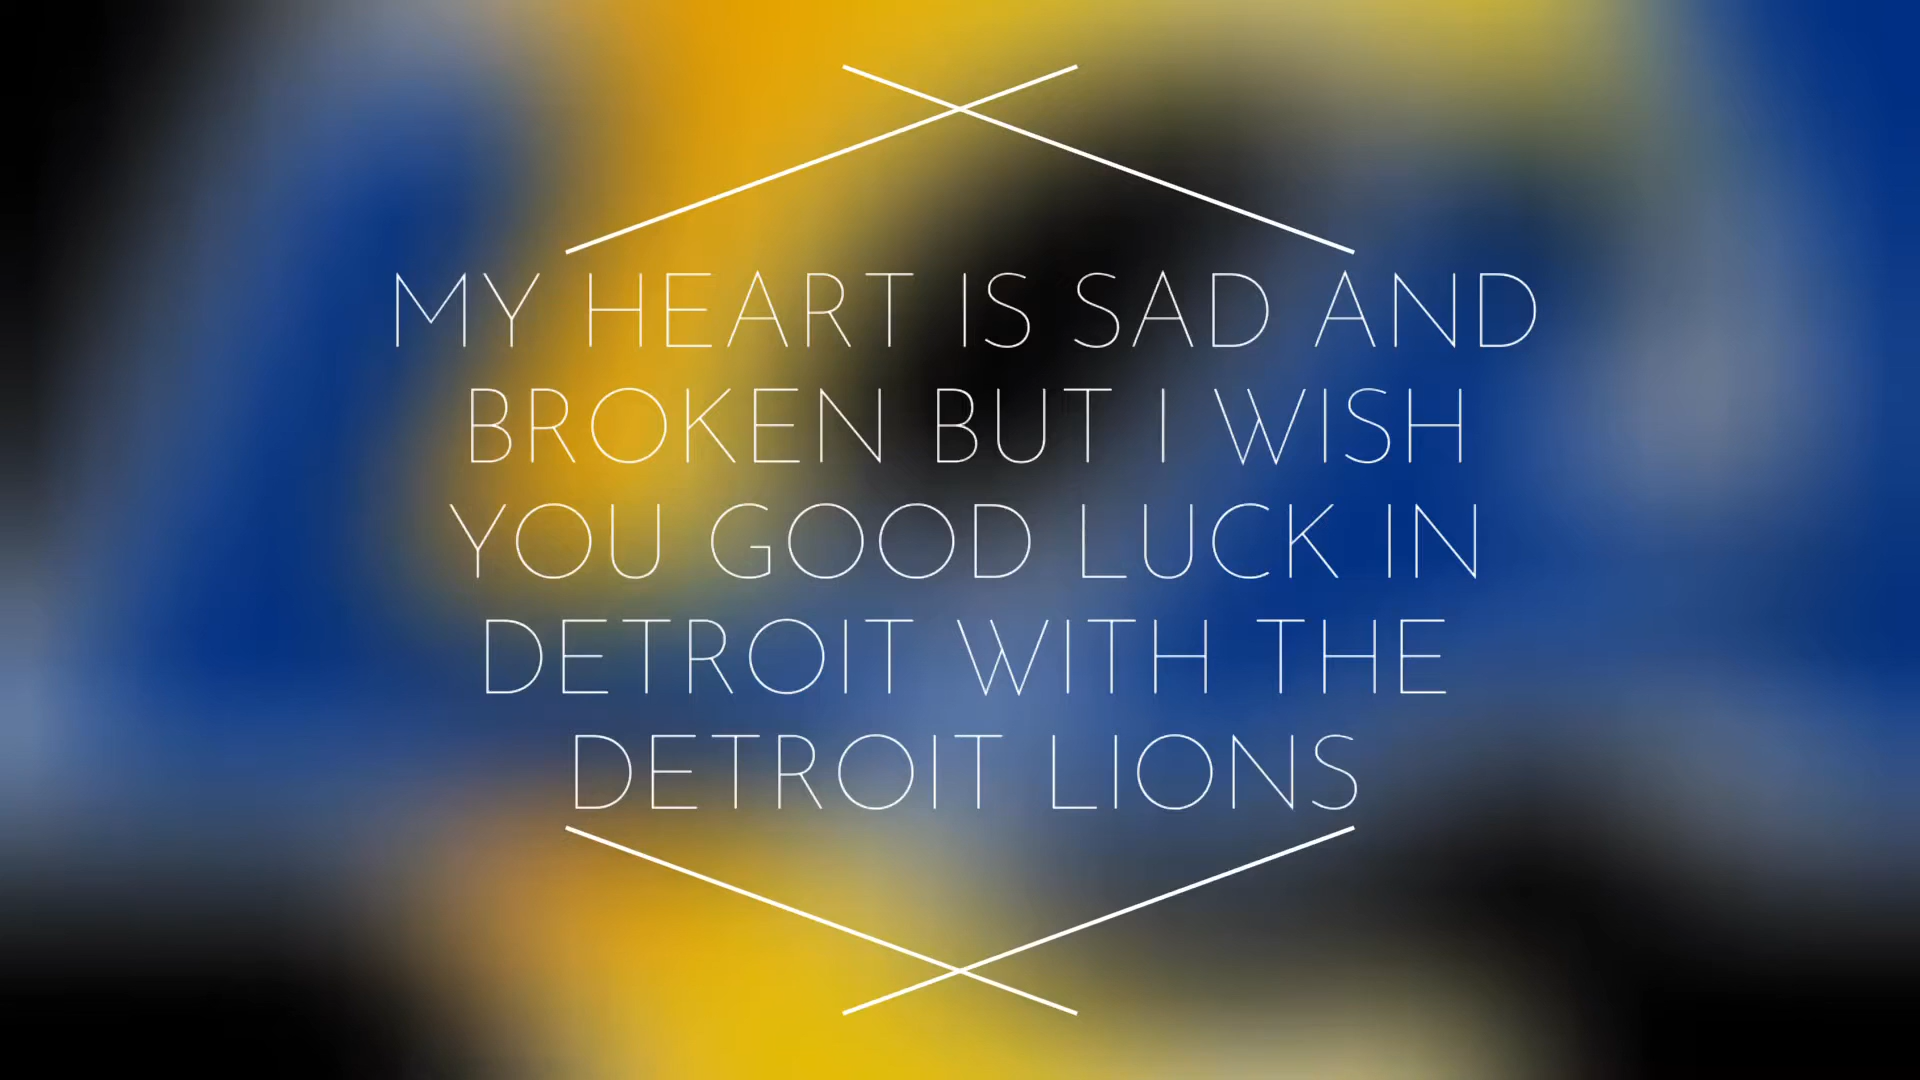 MY HEART IS SAD AND
BROKEN BUT I WISH
YOU GOOD LUCK IN
DETROIT WITH THE
DETROIT LIONS